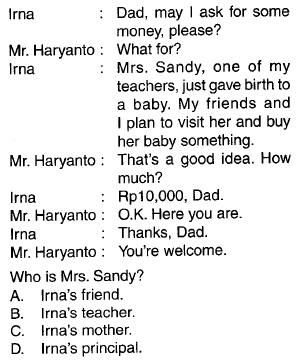 Irna : Dad, may I ask for some
money, please?
Mr. Haryanto : What for?
Irna : Mrs. Sandy, one of my
teachers, just gave birth to
a baby. My friends and
I plan to visit her and buy
her baby something.
Mr. Haryanto : That's a good idea. How
much?
Irna : Rp10,000, Dad.
Mr. Haryanto : O.K. Here you are.
Irna : Thanks, Dad.
Mr. Haryanto : You're welcome.
Who is Mrs. Sandy?
A. Irna's friend.
B. Irna's teacher.
C. Irna's mother.
D. Irna's principal.